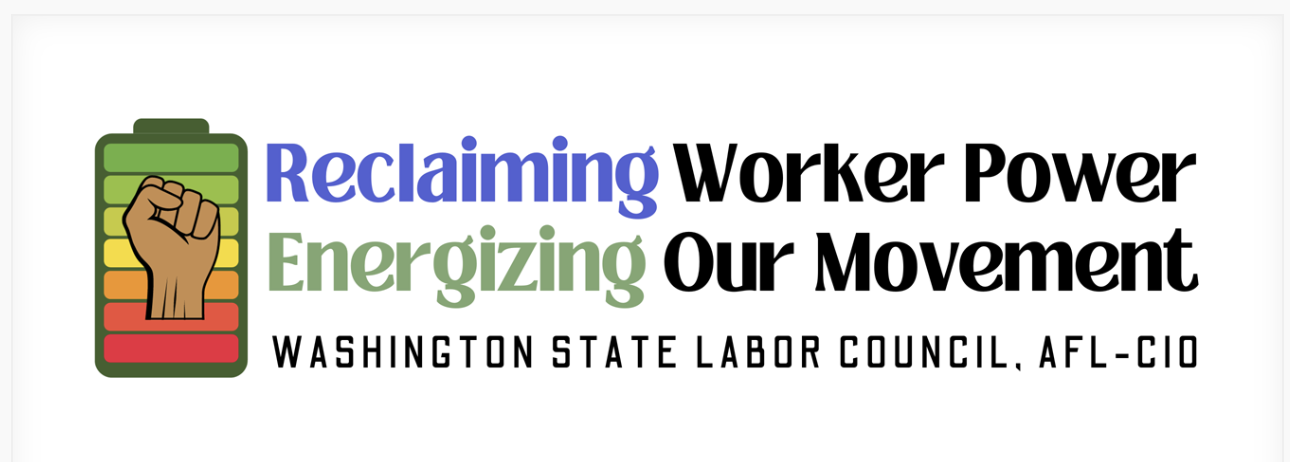 Reclaiming Worker Power
Energizing Our Movement
WASHINGTON STATE LABOR COUNCIL, AFL-CIO